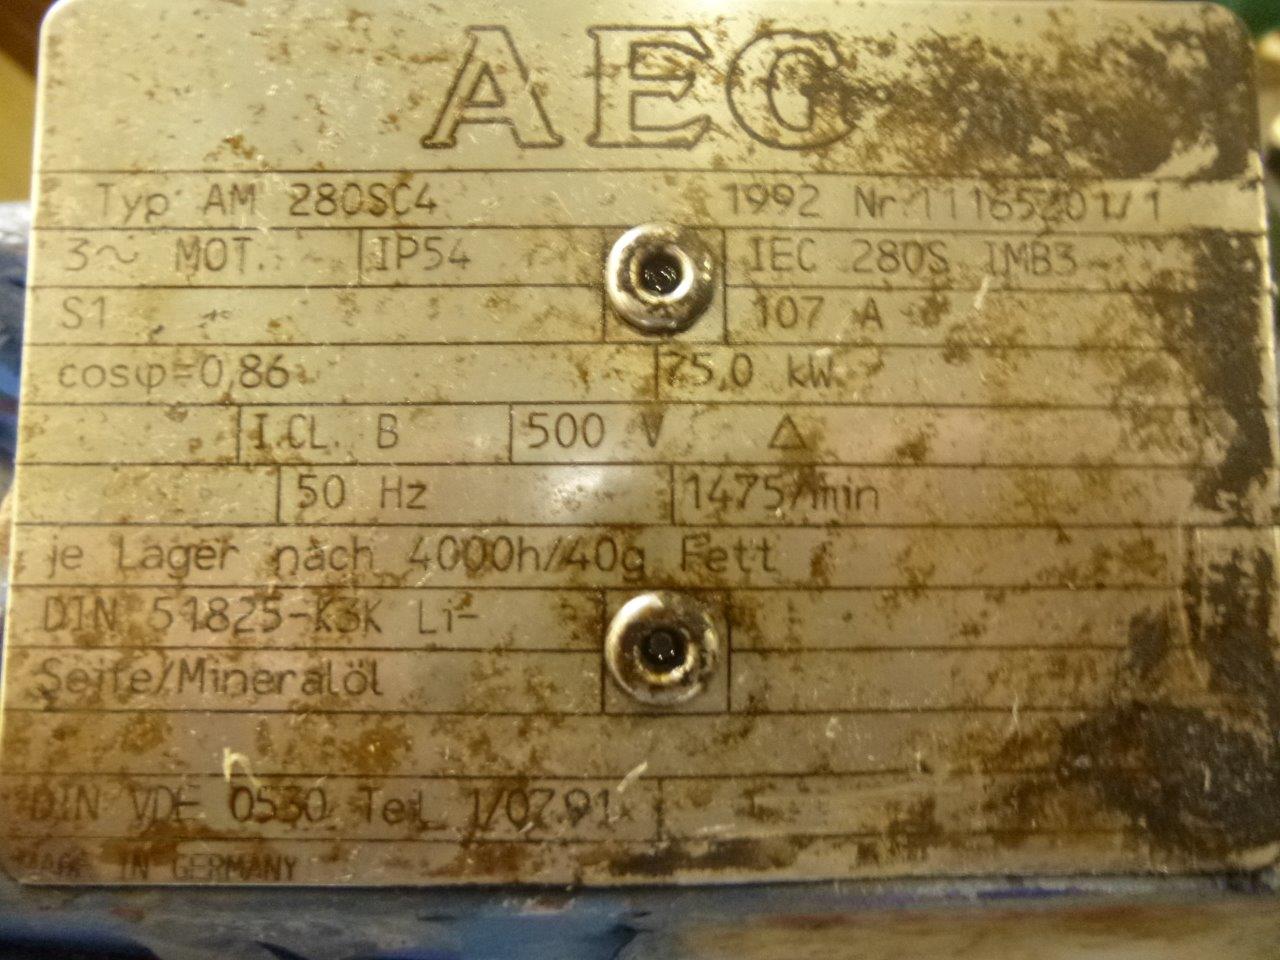 AEG
Typ AM 280SC4 1992 Nr.
3~ MOT. IP54 IEC 280S IMB3
S1 107 A
cosφ=0,86 75,0 kW
I.CL. B 500 V △
50 Hz 1475/min
je Lager nach 4000h/40g Fett
DIN 51825-K3K Li-
Seife/Mineralöl
DIN VDE 0530 Teil 1/07.91
MADE IN GERMANY